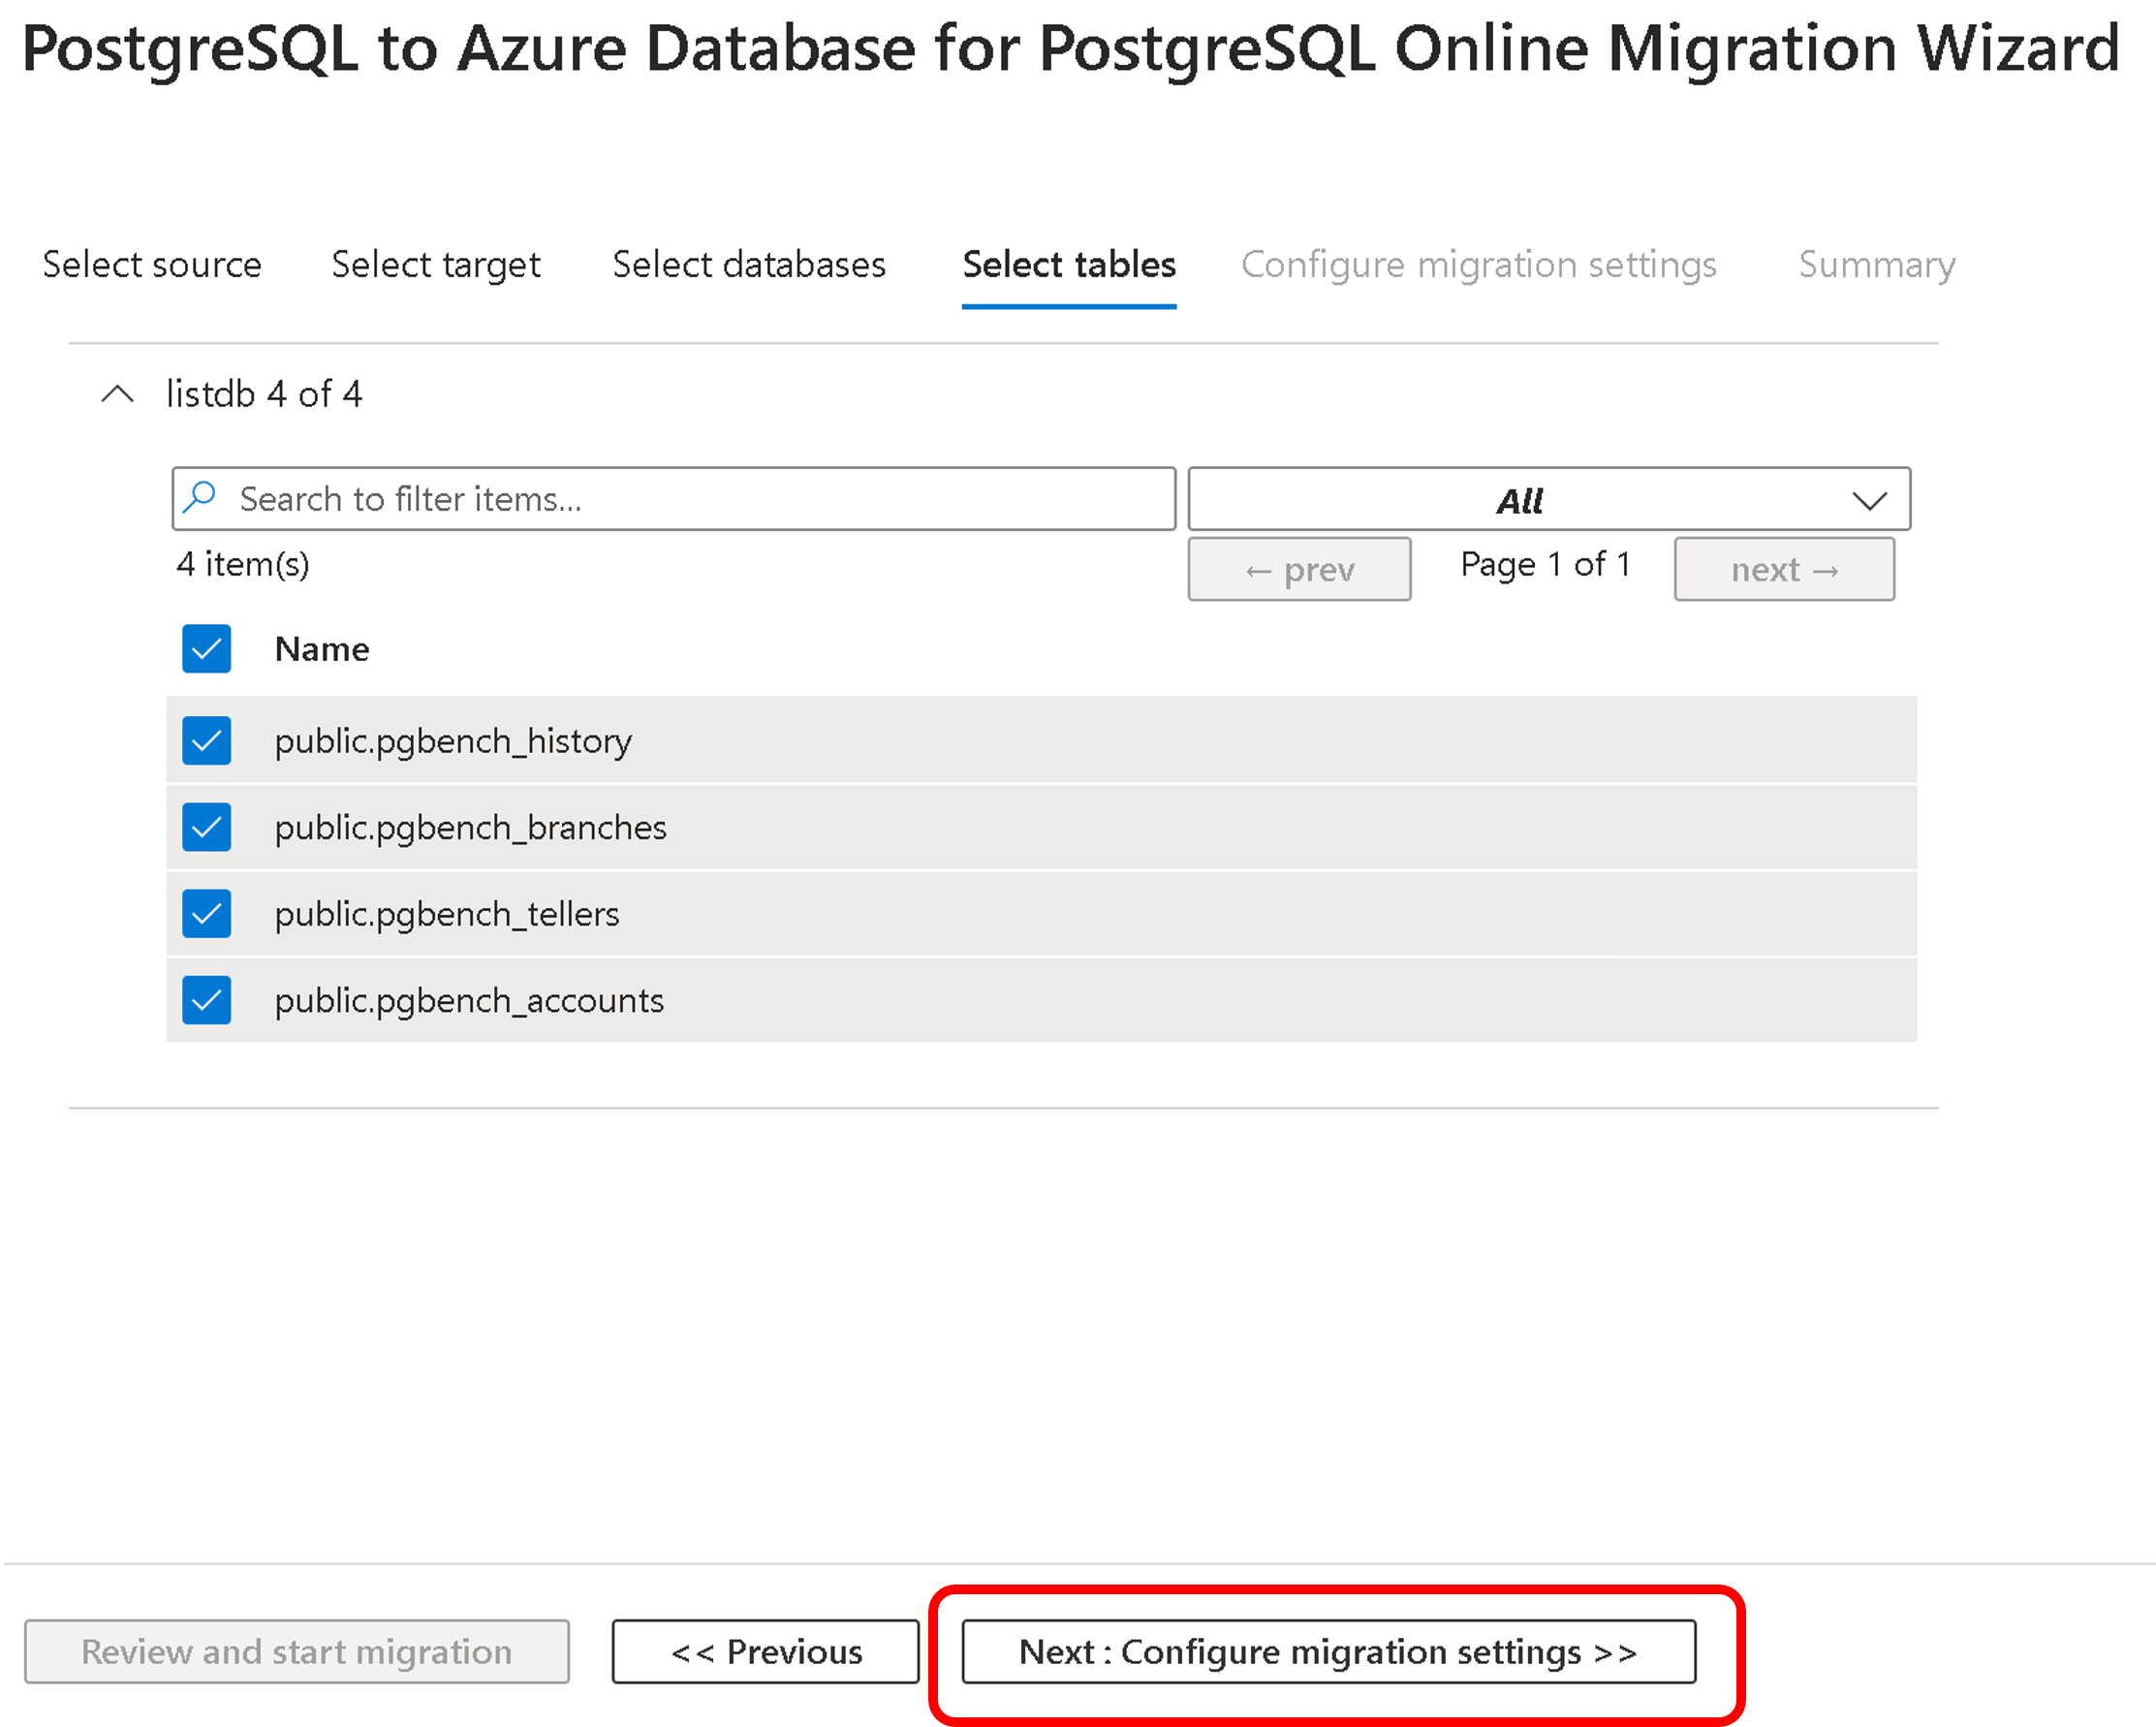 PostgreSQL to Azure Database for PostgreSQL Online Migration Wizard
Select source Select target Select databases Select tables Configure migration settings Summary
listdb 4 of 4
Search to filter items... All
4 item(s) ← prev Page 1 of 1 next →
Name
public.pgbench_history
public.pgbench_branches
public.pgbench_tellers
public.pgbench_accounts
Review and start migration << Previous Next : Configure migration settings >>